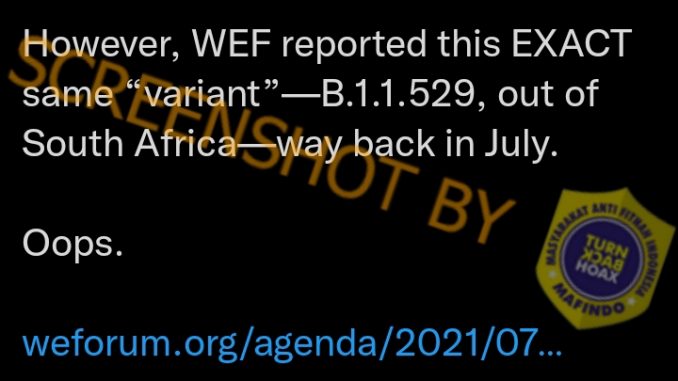 However, WEF reported this EXACT
same “variant”—B.1.1.529, out of
South Africa—way back in July.
Oops.
weforum.org/agenda/2021/07...
SCREENSHOT BY
MASYARAKAT ANTI FITNAH INDONESIA
TURN
BACK
HOAX
MAFINDO